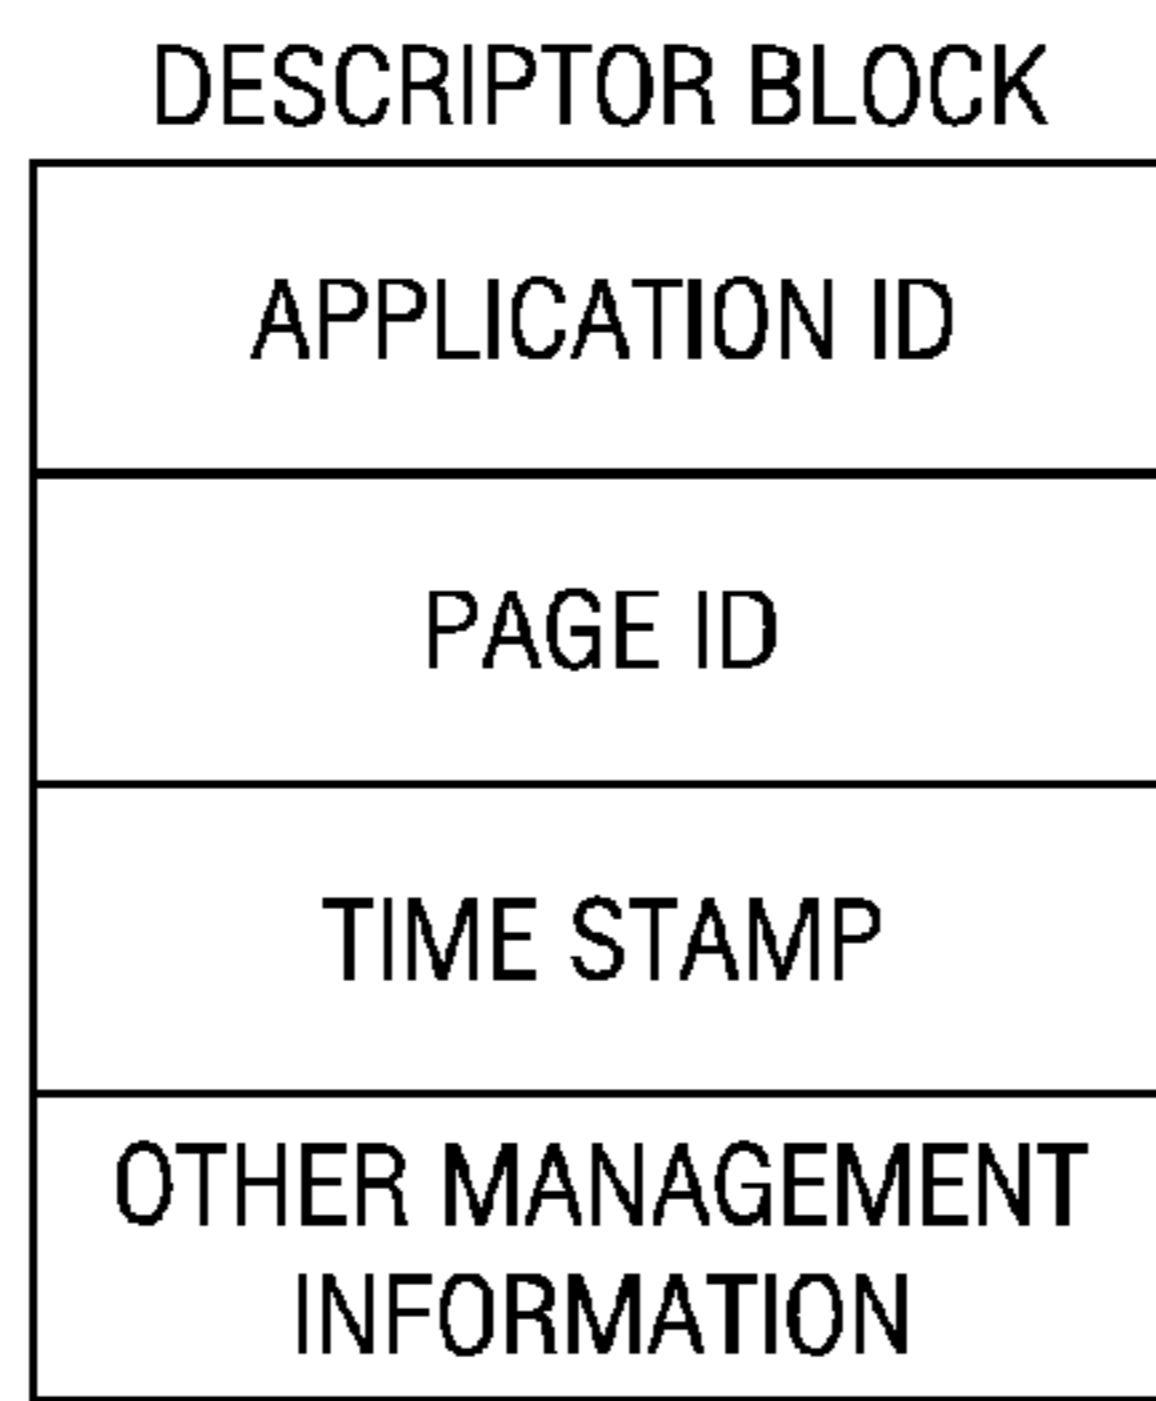 DESCRIPTOR BLOCK
APPLICATION ID
PAGE ID
TIME STAMP
OTHER MANAGEMENT
INFORMATION